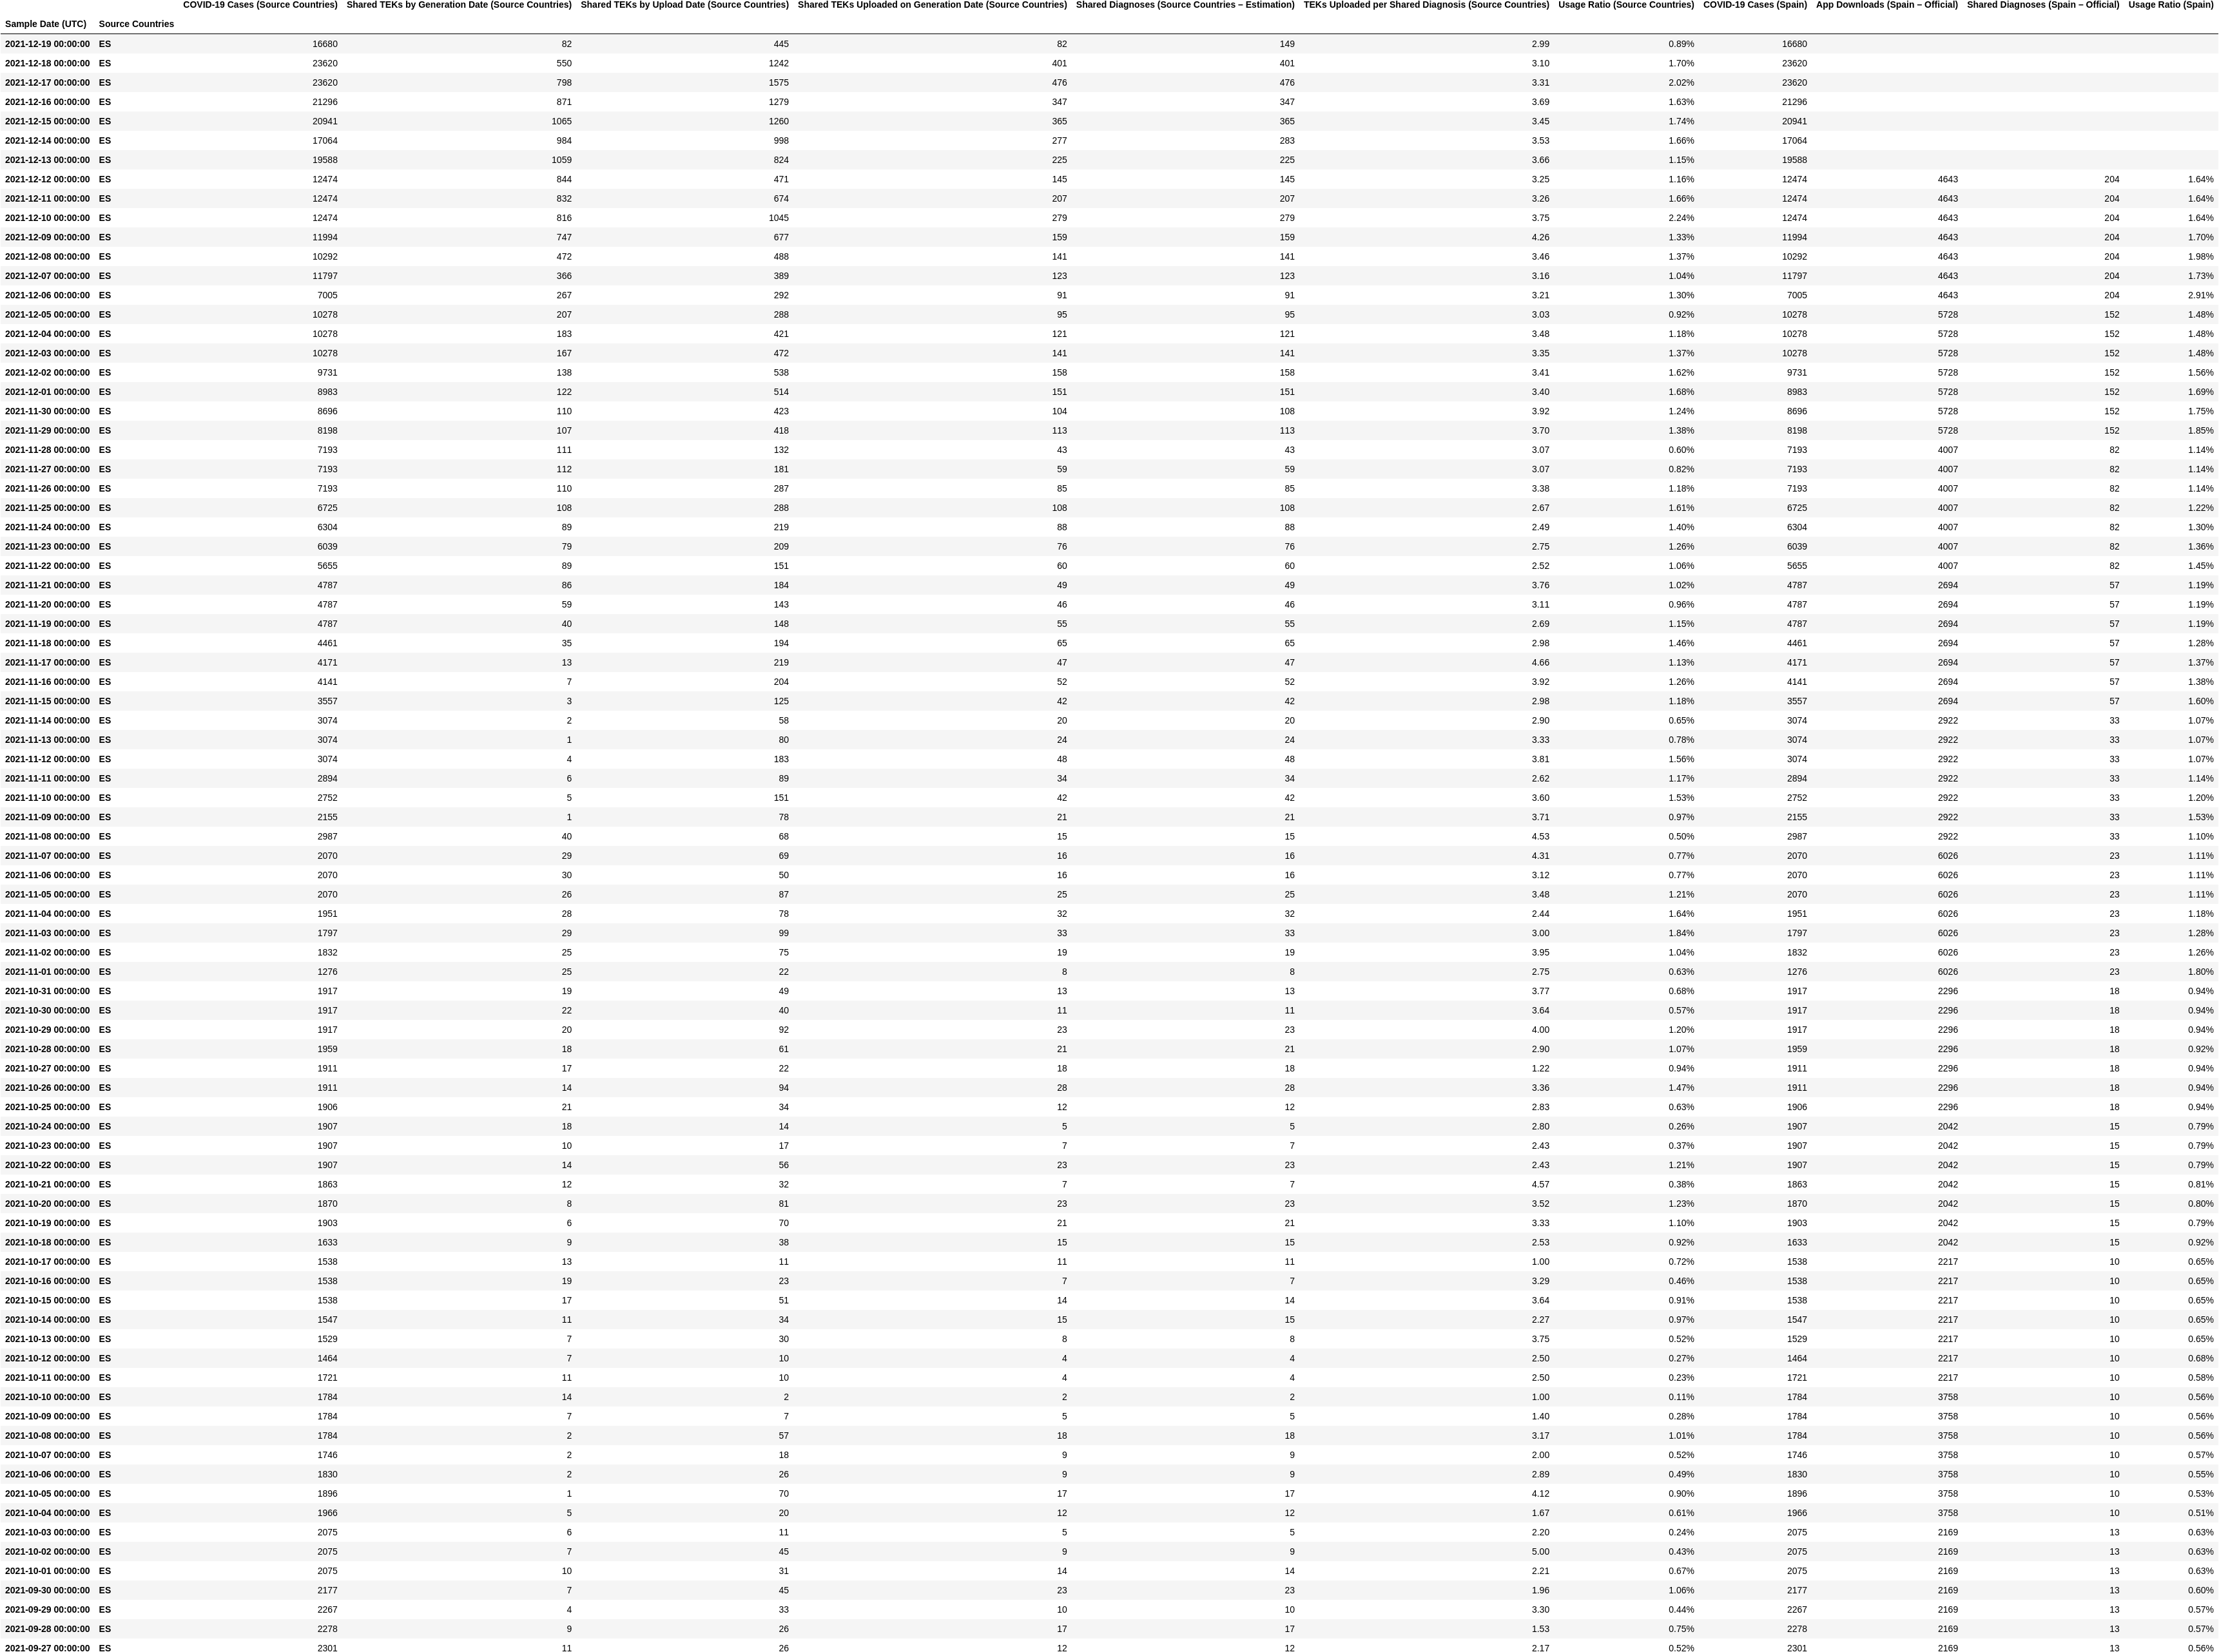 COVID-19 Cases (Source Countries) Shared TEKs by Generation Date (Source Countries) Shared TEKs by Upload Date (Source Countries) Shared TEKs Uploaded on Generation Date (Source Countries) Shared Diagnoses (Source Countries – Estimation) TEKs Uploaded per Shared Diagnosis (Source Countries) Usage Ratio (Source Countries) COVID-19 Cases (Spain) App Downloads (Spain – Official) Shared Diagnoses (Spain – Official) Usage Ratio (Spain)
Sample Date (UTC) Source Countries
2021-12-19 00:00:00 ES 16680 82 445 82 149 2.99 0.89% 16680
2021-12-18 00:00:00 ES 23620 550 1242 401 401 3.10 1.70% 23620
2021-12-17 00:00:00 ES 23620 798 1575 476 476 3.31 2.02% 23620
2021-12-16 00:00:00 ES 21296 871 1279 347 347 3.69 1.63% 21296
2021-12-15 00:00:00 ES 20941 1065 1260 365 365 3.45 1.74% 20941
2021-12-14 00:00:00 ES 17064 984 998 277 283 3.53 1.66% 17064
2021-12-13 00:00:00 ES 19588 1059 824 225 225 3.66 1.15% 19588
2021-12-12 00:00:00 ES 12474 844 471 145 145 3.25 1.16% 12474 4643 204 1.64%
2021-12-11 00:00:00 ES 12474 832 674 207 207 3.26 1.66% 12474 4643 204 1.64%
2021-12-10 00:00:00 ES 12474 816 1045 279 279 3.75 2.24% 12474 4643 204 1.64%
2021-12-09 00:00:00 ES 11994 747 677 159 159 4.26 1.33% 11994 4643 204 1.70%
2021-12-08 00:00:00 ES 10292 472 488 141 141 3.46 1.37% 10292 4643 204 1.98%
2021-12-07 00:00:00 ES 11797 366 389 123 123 3.16 1.04% 11797 4643 204 1.73%
2021-12-06 00:00:00 ES 7005 267 292 91 91 3.21 1.30% 7005 4643 204 2.91%
2021-12-05 00:00:00 ES 10278 207 288 95 95 3.03 0.92% 10278 5728 152 1.48%
2021-12-04 00:00:00 ES 10278 183 421 121 121 3.48 1.18% 10278 5728 152 1.48%
2021-12-03 00:00:00 ES 10278 167 472 141 141 3.35 1.37% 10278 5728 152 1.48%
2021-12-02 00:00:00 ES 9731 138 538 158 158 3.41 1.62% 9731 5728 152 1.56%
2021-12-01 00:00:00 ES 8983 122 514 151 151 3.40 1.68% 8983 5728 152 1.69%
2021-11-30 00:00:00 ES 8696 110 423 104 108 3.92 1.24% 8696 5728 152 1.75%
2021-11-29 00:00:00 ES 8198 107 418 113 113 3.70 1.38% 8198 5728 152 1.85%
2021-11-28 00:00:00 ES 7193 111 132 43 43 3.07 0.60% 7193 4007 82 1.14%
2021-11-27 00:00:00 ES 7193 112 181 59 59 3.07 0.82% 7193 4007 82 1.14%
2021-11-26 00:00:00 ES 7193 110 287 85 85 3.38 1.18% 7193 4007 82 1.14%
2021-11-25 00:00:00 ES 6725 108 288 108 108 2.67 1.61% 6725 4007 82 1.22%
2021-11-24 00:00:00 ES 6304 89 219 88 88 2.49 1.40% 6304 4007 82 1.30%
2021-11-23 00:00:00 ES 6039 79 209 76 76 2.75 1.26% 6039 4007 82 1.36%
2021-11-22 00:00:00 ES 5655 89 151 60 60 2.52 1.06% 5655 4007 82 1.45%
2021-11-21 00:00:00 ES 4787 86 184 49 49 3.76 1.02% 4787 2694 57 1.19%
2021-11-20 00:00:00 ES 4787 59 143 46 46 3.11 0.96% 4787 2694 57 1.19%
2021-11-19 00:00:00 ES 4787 40 148 55 55 2.69 1.15% 4787 2694 57 1.19%
2021-11-18 00:00:00 ES 4461 35 194 65 65 2.98 1.46% 4461 2694 57 1.28%
2021-11-17 00:00:00 ES 4171 13 219 47 47 4.66 1.13% 4171 2694 57 1.37%
2021-11-16 00:00:00 ES 4141 7 204 52 52 3.92 1.26% 4141 2694 57 1.38%
2021-11-15 00:00:00 ES 3557 3 125 42 42 2.98 1.18% 3557 2694 57 1.60%
2021-11-14 00:00:00 ES 3074 2 58 20 20 2.90 0.65% 3074 2922 33 1.07%
2021-11-13 00:00:00 ES 3074 1 80 24 24 3.33 0.78% 3074 2922 33 1.07%
2021-11-12 00:00:00 ES 3074 4 183 48 48 3.81 1.56% 3074 2922 33 1.07%
2021-11-11 00:00:00 ES 2894 6 89 34 34 2.62 1.17% 2894 2922 33 1.14%
2021-11-10 00:00:00 ES 2752 5 151 42 42 3.60 1.53% 2752 2922 33 1.20%
2021-11-09 00:00:00 ES 2155 1 78 21 21 3.71 0.97% 2155 2922 33 1.53%
2021-11-08 00:00:00 ES 2987 40 68 15 15 4.53 0.50% 2987 2922 33 1.10%
2021-11-07 00:00:00 ES 2070 29 69 16 16 4.31 0.77% 2070 6026 23 1.11%
2021-11-06 00:00:00 ES 2070 30 50 16 16 3.12 0.77% 2070 6026 23 1.11%
2021-11-05 00:00:00 ES 2070 26 87 25 25 3.48 1.21% 2070 6026 23 1.11%
2021-11-04 00:00:00 ES 1951 28 78 32 32 2.44 1.64% 1951 6026 23 1.18%
2021-11-03 00:00:00 ES 1797 29 99 33 33 3.00 1.84% 1797 6026 23 1.28%
2021-11-02 00:00:00 ES 1832 25 75 19 19 3.95 1.04% 1832 6026 23 1.26%
2021-11-01 00:00:00 ES 1276 25 22 8 8 2.75 0.63% 1276 6026 23 1.80%
2021-10-31 00:00:00 ES 1917 19 49 13 13 3.77 0.68% 1917 2296 18 0.94%
2021-10-30 00:00:00 ES 1917 22 40 11 11 3.64 0.57% 1917 2296 18 0.94%
2021-10-29 00:00:00 ES 1917 20 92 23 23 4.00 1.20% 1917 2296 18 0.94%
2021-10-28 00:00:00 ES 1959 18 61 21 21 2.90 1.07% 1959 2296 18 0.92%
2021-10-27 00:00:00 ES 1911 17 22 18 18 1.22 0.94% 1911 2296 18 0.94%
2021-10-26 00:00:00 ES 1911 14 94 28 28 3.36 1.47% 1911 2296 18 0.94%
2021-10-25 00:00:00 ES 1906 21 34 12 12 2.83 0.63% 1906 2296 18 0.94%
2021-10-24 00:00:00 ES 1907 18 14 5 5 2.80 0.26% 1907 2042 15 0.79%
2021-10-23 00:00:00 ES 1907 10 17 7 7 2.43 0.37% 1907 2042 15 0.79%
2021-10-22 00:00:00 ES 1907 14 56 23 23 2.43 1.21% 1907 2042 15 0.79%
2021-10-21 00:00:00 ES 1863 12 32 7 7 4.57 0.38% 1863 2042 15 0.81%
2021-10-20 00:00:00 ES 1870 8 81 23 23 3.52 1.23% 1870 2042 15 0.80%
2021-10-19 00:00:00 ES 1903 6 70 21 21 3.33 1.10% 1903 2042 15 0.79%
2021-10-18 00:00:00 ES 1633 9 38 15 15 2.53 0.92% 1633 2042 15 0.92%
2021-10-17 00:00:00 ES 1538 13 11 11 11 1.00 0.72% 1538 2217 10 0.65%
2021-10-16 00:00:00 ES 1538 19 23 7 7 3.29 0.46% 1538 2217 10 0.65%
2021-10-15 00:00:00 ES 1538 17 51 14 14 3.64 0.91% 1538 2217 10 0.65%
2021-10-14 00:00:00 ES 1547 11 34 15 15 2.27 0.97% 1547 2217 10 0.65%
2021-10-13 00:00:00 ES 1529 7 30 8 8 3.75 0.52% 1529 2217 10 0.65%
2021-10-12 00:00:00 ES 1464 7 10 4 4 2.50 0.27% 1464 2217 10 0.68%
2021-10-11 00:00:00 ES 1721 11 10 4 4 2.50 0.23% 1721 2217 10 0.58%
2021-10-10 00:00:00 ES 1784 14 2 2 2 1.00 0.11% 1784 3758 10 0.56%
2021-10-09 00:00:00 ES 1784 7 7 5 5 1.40 0.28% 1784 3758 10 0.56%
2021-10-08 00:00:00 ES 1784 2 57 18 18 3.17 1.01% 1784 3758 10 0.56%
2021-10-07 00:00:00 ES 1746 2 18 9 9 2.00 0.52% 1746 3758 10 0.57%
2021-10-06 00:00:00 ES 1830 2 26 9 9 2.89 0.49% 1830 3758 10 0.55%
2021-10-05 00:00:00 ES 1896 1 70 17 17 4.12 0.90% 1896 3758 10 0.53%
2021-10-04 00:00:00 ES 1966 5 20 12 12 1.67 0.61% 1966 3758 10 0.51%
2021-10-03 00:00:00 ES 2075 6 11 5 5 2.20 0.24% 2075 2169 13 0.63%
2021-10-02 00:00:00 ES 2075 7 45 9 9 5.00 0.43% 2075 2169 13 0.63%
2021-10-01 00:00:00 ES 2075 10 31 14 14 2.21 0.67% 2075 2169 13 0.63%
2021-09-30 00:00:00 ES 2177 7 45 23 23 1.96 1.06% 2177 2169 13 0.60%
2021-09-29 00:00:00 ES 2267 4 33 10 10 3.30 0.44% 2267 2169 13 0.57%
2021-09-28 00:00:00 ES 2278 9 26 17 17 1.53 0.75% 2278 2169 13 0.57%
2021-09-27 00:00:00 ES 2301 11 26 12 12 2.17 0.52% 2301 2169 13 0.56%